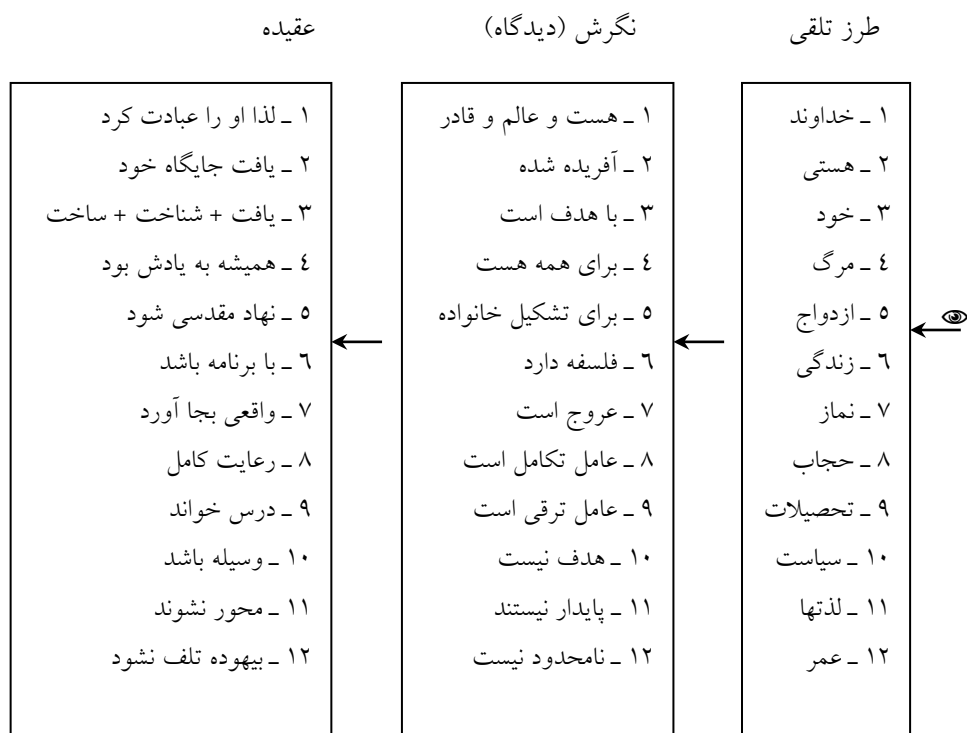 طرز تلقی
۱ ـ خداوند
۲ ـ هستی
۳ ـ خود
٤ ـ مرگ
٥ ـ ازدواج
٦ ـ زندگی
۷ ـ نماز
۸ ـ حجاب
۹ ـ تحصیلات
۱۰ ـ سیاست
۱۱ ـ لذتها
۱۲ ـ عمر
نگرش (دیدگاه)
۱ ـ هست و عالم و قادر
۲ ـ آفریده شده
۳ ـ با هدف است
٤ ـ برای همه هست
٥ ـ برای تشکیل خانواده
٦ ـ فلسفه دارد
۷ ـ عروج است
۸ ـ عامل تکامل است
۹ ـ عامل ترقی است
۱۰ ـ هدف نیست
۱۱ ـ پایدار نیستند
۱۲ ـ نامحدود نیست
عقیده
۱ ـ لذا او را عبادت کرد
۲ ـ یافت جایگاه خود
۳ ـ یافت + شناخت + ساخت
٤ ـ همیشه به یادش بود
٥ ـ نهاد مقدسی شود
٦ ـ با برنامه باشد
۷ ـ واقعی بجا آورد
۸ ـ رعایت کامل
۹ ـ درس خواند
۱۰ ـ وسیله باشد
۱۱ ـ محور نشوند
۱۲ ـ بیهوده تلف نشود